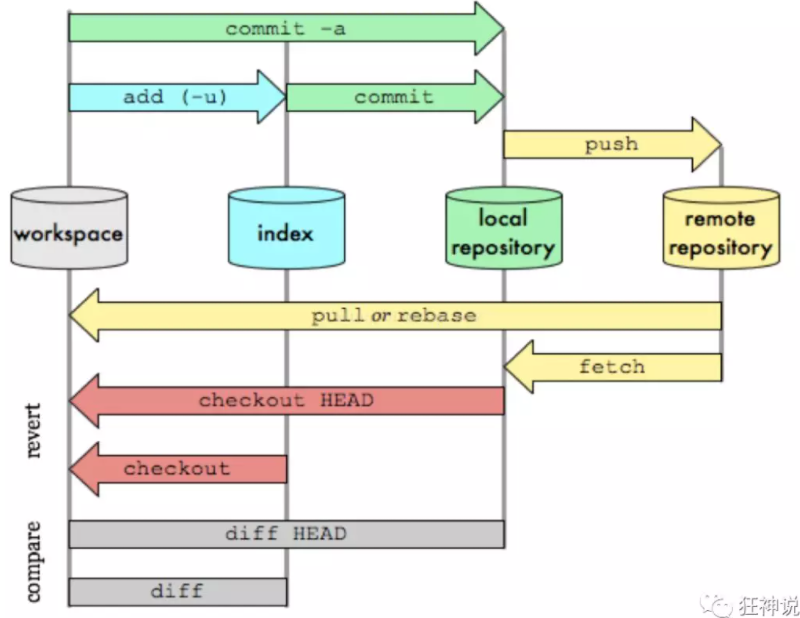 commit -a
add (-u)
commit
push
workspace
index
local
repository
remote
repository
pull or rebase
fetch
revert
checkout HEAD
checkout
compare
diff HEAD
diff
狂神说